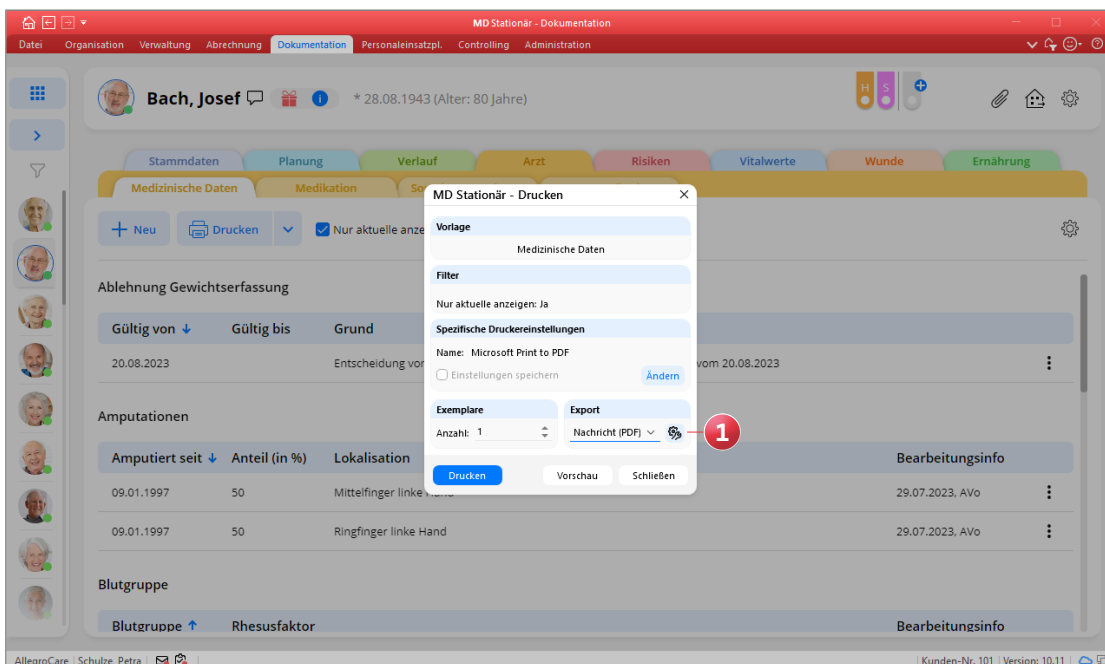 MD Stationär - Dokumentation
Datei Organisation Verwaltung Abrechnung Dokumentation Personaleinsatzpl. Controlling Administration
Bach, Josef * 28.08.1943 (Alter: 80 Jahre)
H S
Stammdaten Planung Verlauf Arzt Risiken Vitalwerte Wunde Ernährung
Medizinische Daten Medikation
Neu Drucken Nur aktuelle anze
MD Stationär - Drucken
Vorlage
Medizinische Daten
Filter
Nur aktuelle anzeigen: Ja
Spezifische Druckereinstellungen
Name: Microsoft Print to PDF
Einstellungen speichern Ändern
Exemplare Export
Anzahl: 1 Nachricht (PDF) 1
Drucken Vorschau Schließen
Ablehnung Gewichtserfassung
Gültig von Gültig bis Grund
20.08.2023 Entscheidung vor vom 20.08.2023
Amputationen
Amputiert seit Anteil (in %) Lokalisation Bearbeitungsinfo
09.01.1997 50 Mittelfinger linke Hand 29.07.2023, AVo
09.01.1997 50 Ringfinger linke Hand 29.07.2023, AVo
Blutgruppe
Blutgruppe Rhesusfaktor Bearbeitungsinfo
AllegroCare Schulze, Petra Kunden-Nr. 101 Version: 10.11